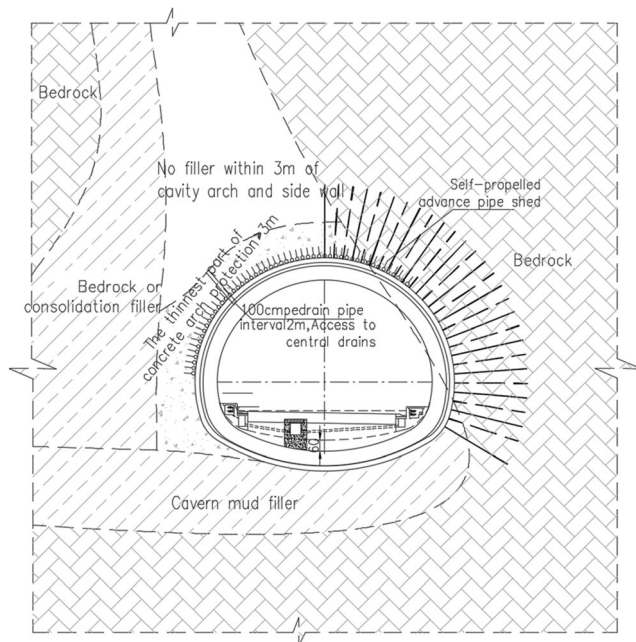 Bedrock
No filler within 3m of
cavity arch and side wall
Self-propelled
advance pipe shed
Bedrock
Bedrock or
consolidation filler
The thinnest part of
concrete arch protection>3m
100cmpedrain pipe
interval2m,Access to
central drains
60
Cavern mud filler